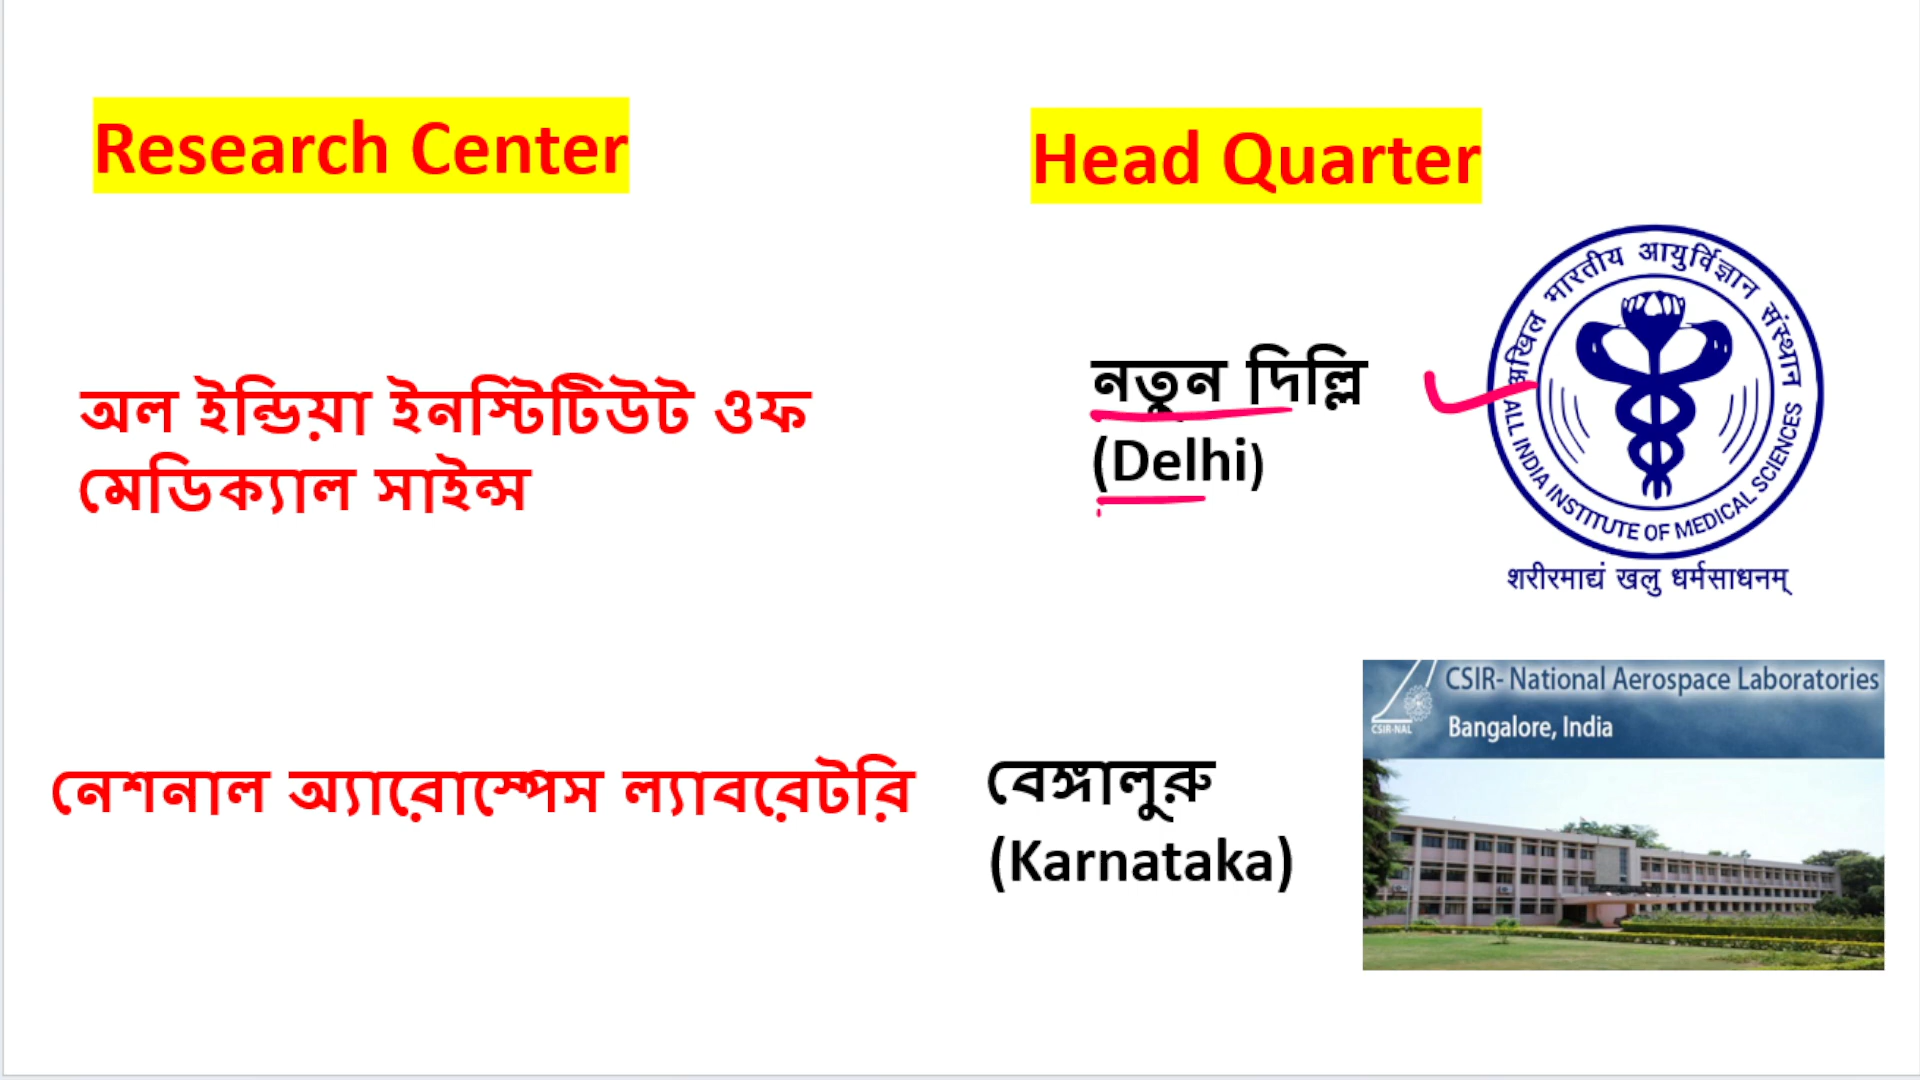 Research Center
Head Quarter
অল ইন্ডিয়া ইনস্টিটিউট ওফ
মেডিক্যাল সাইন্স
নতুন দিল্লি
(Delhi)
अखिल भारतीय आयुर्विज्ञान संस्थान
ALL INDIA INSTITUTE OF MEDICAL SCIENCES
शरीरमाद्यं खलु धर्मसाधनम्
নেশনাল অ্যারোস্পেস ল্যাবরেটরি
বেঙ্গালুরু
(Karnataka)
CSIR- National Aerospace Laboratories
Bangalore, India
CSIR-NAL